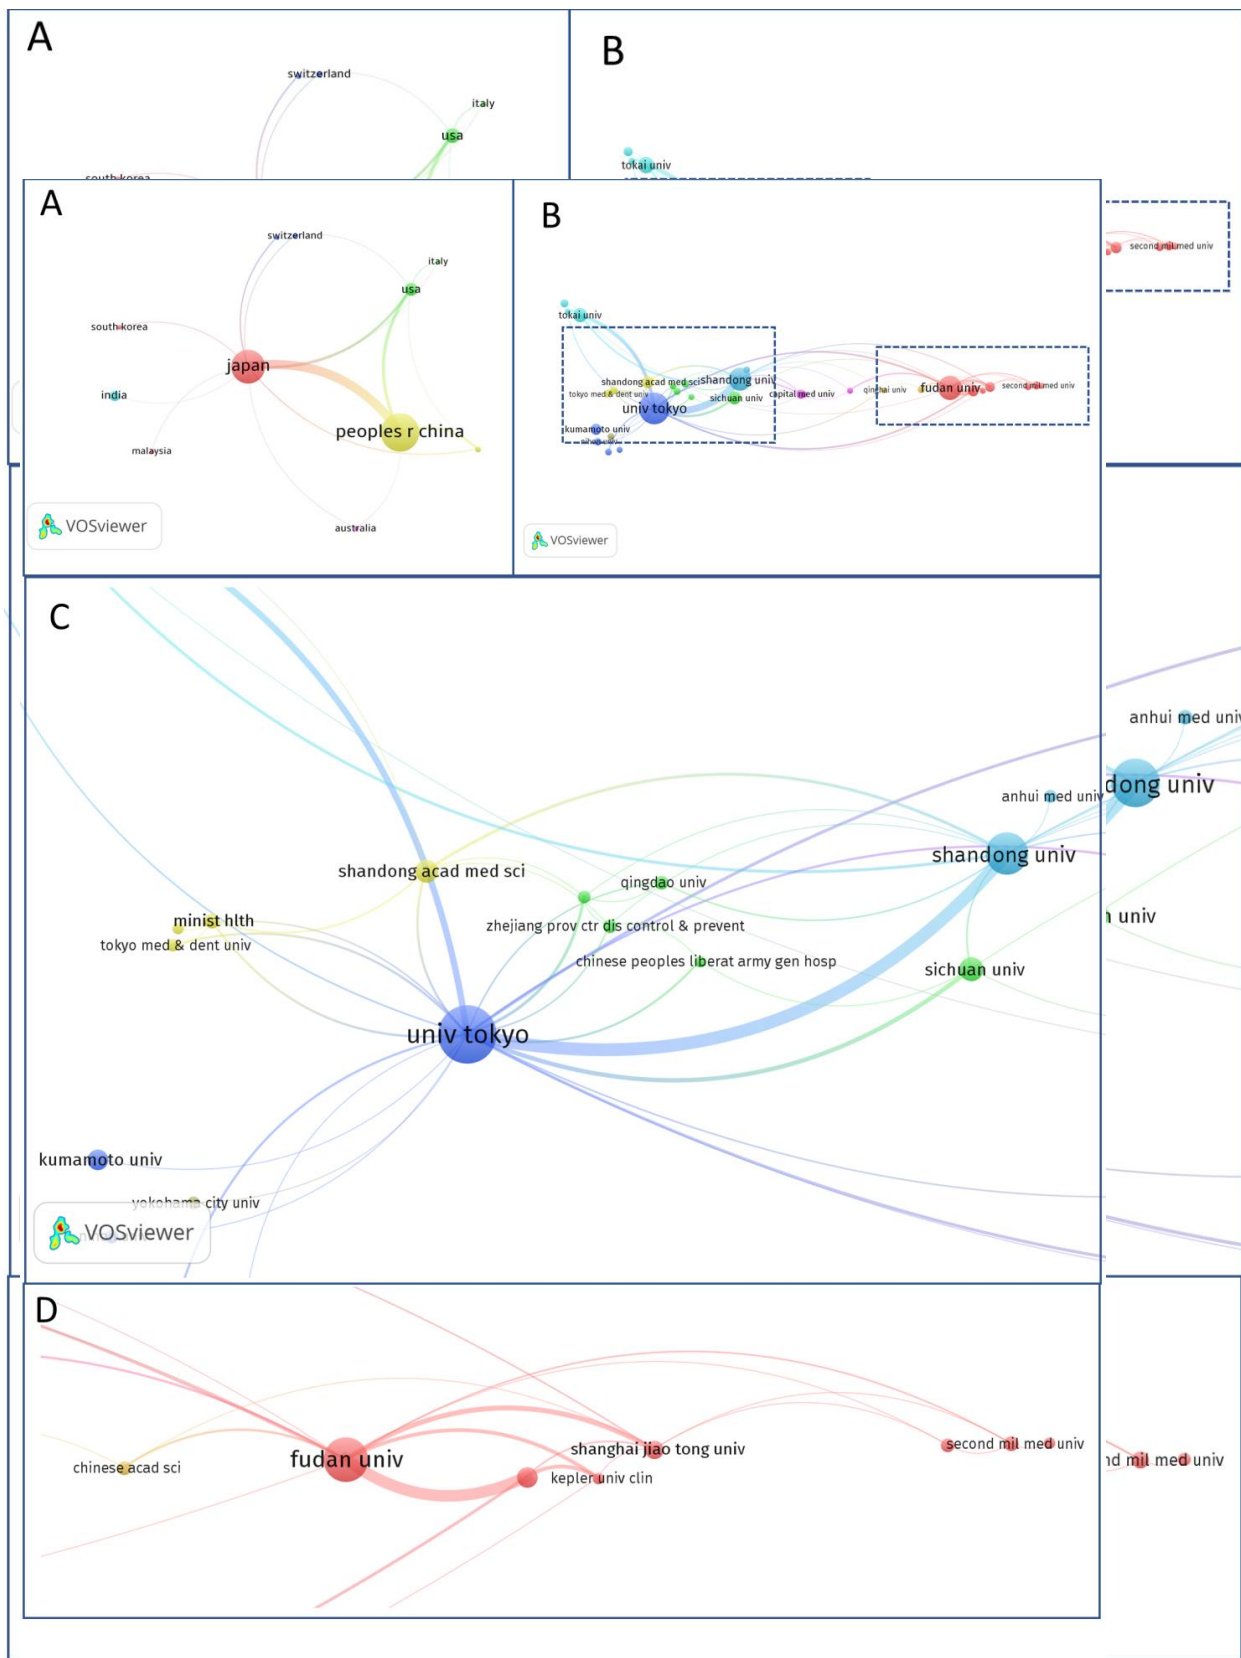 A
B
switzerland
italy
usa
south korea
tokai univ
second mil med univ
A
B
switzerland
italy
usa
south korea
japan
india
peoples r china
malaysia
australia
VOSviewer
tokai univ
shandong acad med sci
shandong univ
tokyo med & dent univ
sichuan univ
capital med univ
qinghai univ
fudan univ
second mil med univ
univ tokyo
kumamoto univ
VOSviewer
C
anhui med univ
dong univ
anhui med univ
shandong univ
shandong acad med sci
qingdao univ
minist hlth
zhejiang prov ctr dis control & prevent
n univ
tokyo med & dent univ
chinese peoples liberat army gen hosp
sichuan univ
univ tokyo
kumamoto univ
yokohama city univ
VOSviewer
D
fudan univ
shanghai jiao tong univ
second mil med univ
chinese acad sci
kepler univ clin
nd mil med univ